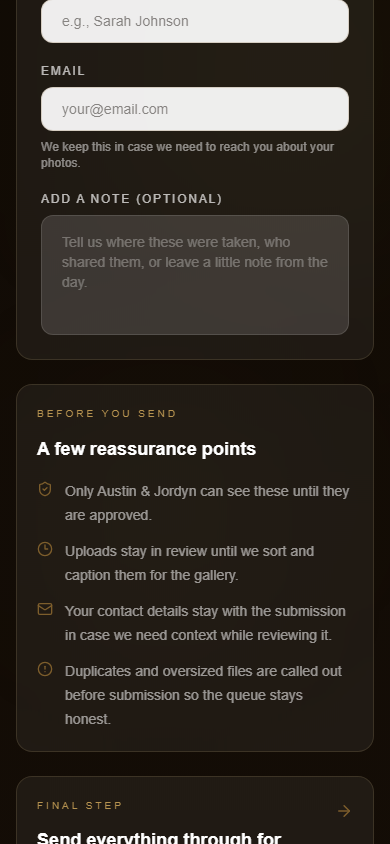 e.g., Sarah Johnson
EMAIL
your@email.com
We keep this in case we need to reach you about your
photos.
ADD A NOTE (OPTIONAL)
Tell us where these were taken, who
shared them, or leave a little note from the
day.
BEFORE YOU SEND
A few reassurance points
Only Austin & Jordyn can see these until they
are approved.
Uploads stay in review until we sort and
caption them for the gallery.
Your contact details stay with the submission
in case we need context while reviewing it.
Duplicates and oversized files are called out
before submission so the queue stays
honest.
FINAL STEP
Send everything through for